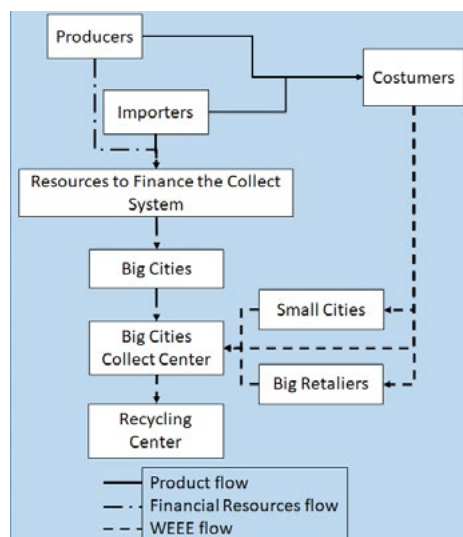 Producers
Costumers
Importers
Resources to Finance the Collect
System
Big Cities
Small Cities
Big Cities
Collect Center
Big Retaliers
Recycling
Center
Product flow
Financial Resources flow
WEEE flow